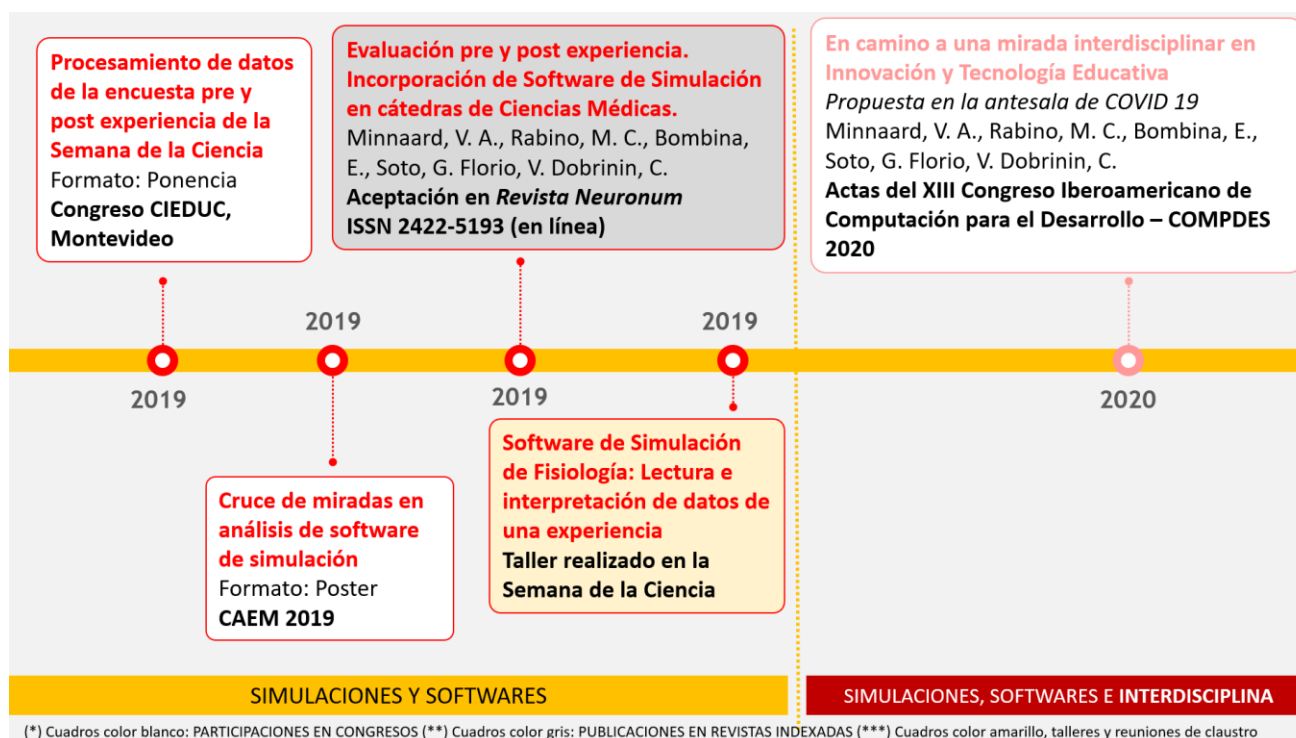 Procesamiento de datos
de la encuesta pre y
post experiencia de la
Semana de la Ciencia
Formato: Ponencia
Congreso CIEDUC,
Montevideo
Evaluación pre y post experiencia.
Incorporación de Software de Simulación
en cátedras de Ciencias Médicas.
Minnaard, V. A., Rabino, M. C., Bombina,
E., Soto, G. Florio, V. Dobrinin, C.
Aceptación en Revista Neuronum
ISSN 2422-5193 (en línea)
En camino a una mirada interdisciplinar en
Innovación y Tecnología Educativa
Propuesta en la antesala de COVID 19
Minnaard, V. A., Rabino, M. C., Bombina, E.,
Soto, G. Florio, V. Dobrinin, C.
Actas del XIII Congreso Iberoamericano de
Computación para el Desarrollo – COMPDES
2020
2019
2019
2019
2019
2020
Cruce de miradas en
análisis de software
de simulación
Formato: Poster
CAEM 2019
Software de Simulación
de Fisiología: Lectura e
interpretación de datos de
una experiencia
Taller realizado en la
Semana de la Ciencia
SIMULACIONES Y SOFTWARES
SIMULACIONES, SOFTWARES E INTERDISCIPLINA
(*) Cuadros color blanco: PARTICIPACIONES EN CONGRESOS (**) Cuadros color gris: PUBLICACIONES EN REVISTAS INDEXADAS (***) Cuadros color amarillo, talleres y reuniones de claustro